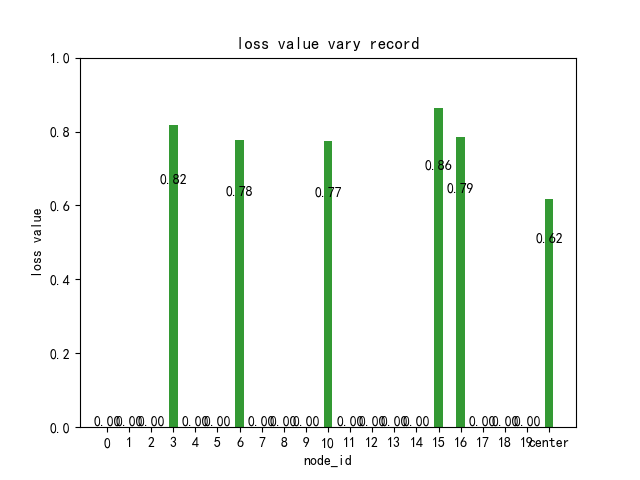 loss value vary record
1.0
0.8
0.6
0.4
0.2
0.0
loss value
0.00 0.00 0.00 0.82 0.00 0.00 0.78 0.00 0.00 0.00 0.77 0.00 0.00 0.00 0.00 0.86 0.79 0.00 0.00 0.00 0.62
0 1 2 3 4 5 6 7 8 9 10 11 12 13 14 15 16 17 18 19 center
node_id